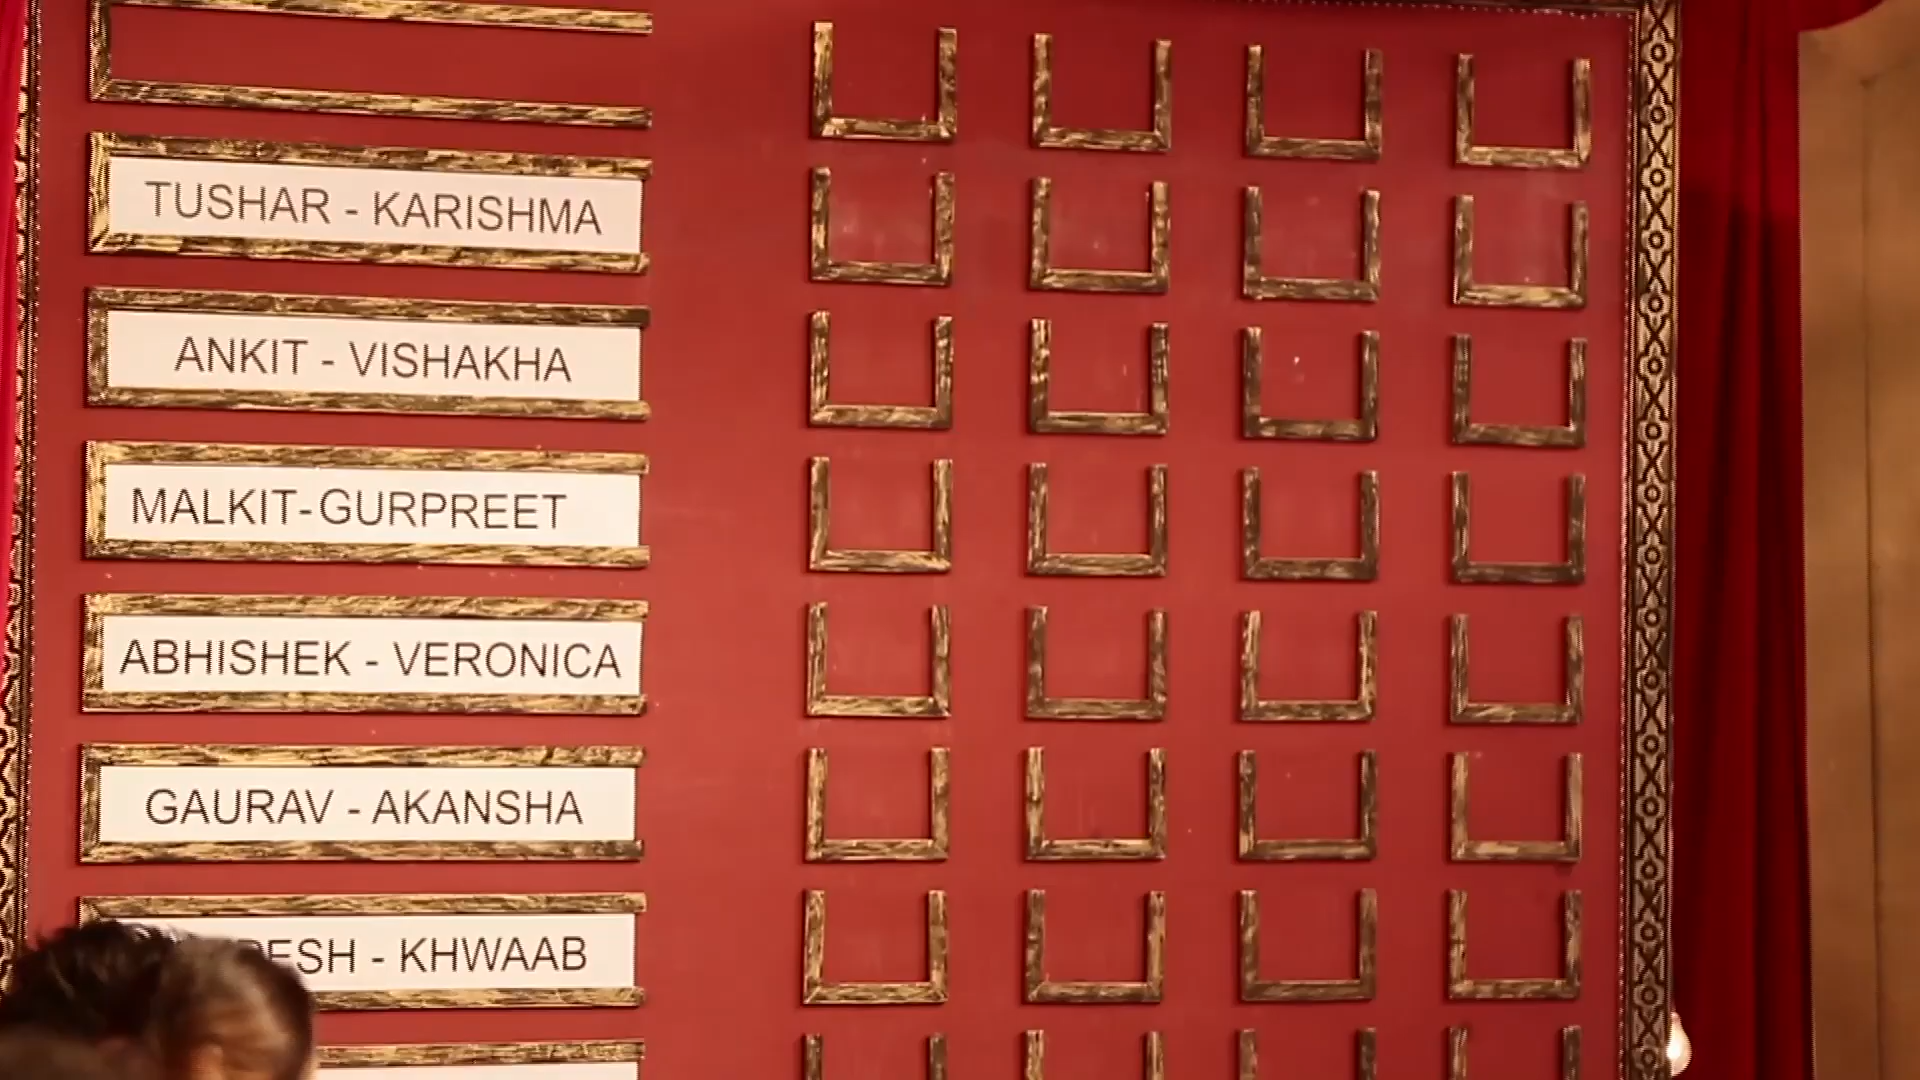 TUSHAR - KARISHMA
ANKIT - VISHAKHA
MALKIT-GURPREET
ABHISHEK - VERONICA
GAURAV - AKANSHA
- KHWAAB